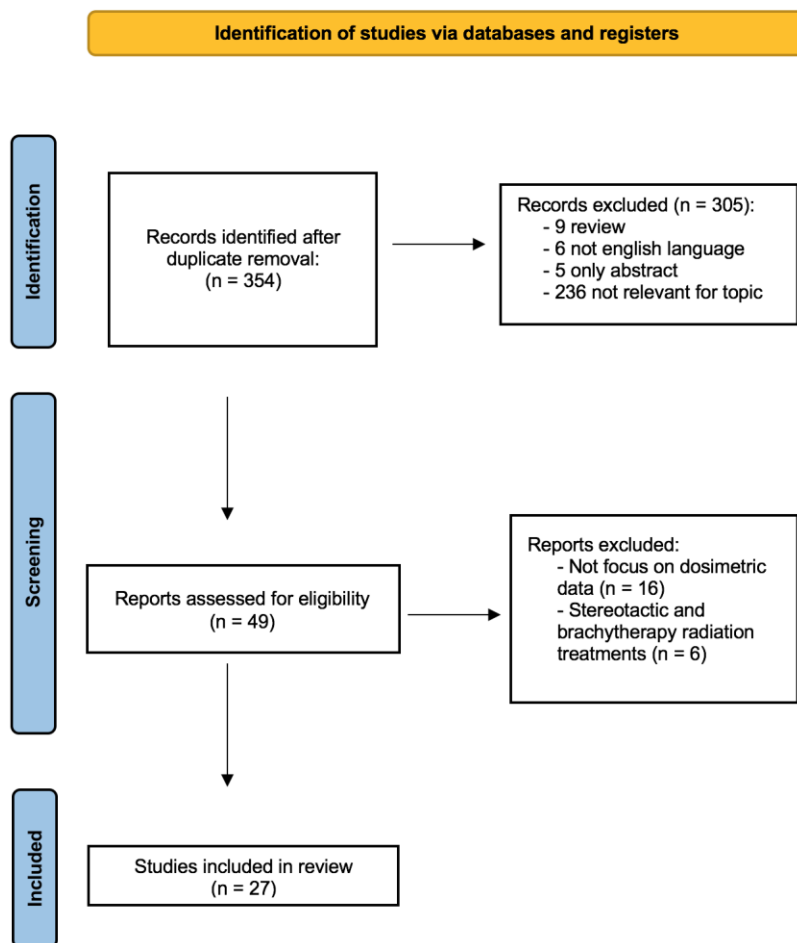 Identification of studies via databases and registers
Identification
Records identified after
duplicate removal:
(n = 354)
Records excluded (n = 305):
- 9 review
- 6 not english language
- 5 only abstract
- 236 not relevant for topic
Screening
Reports assessed for eligibility
(n = 49)
Reports excluded:
- Not focus on dosimetric
data (n = 16)
- Stereotactic and
brachytherapy radiation
treatments (n = 6)
Included
Studies included in review
(n = 27)